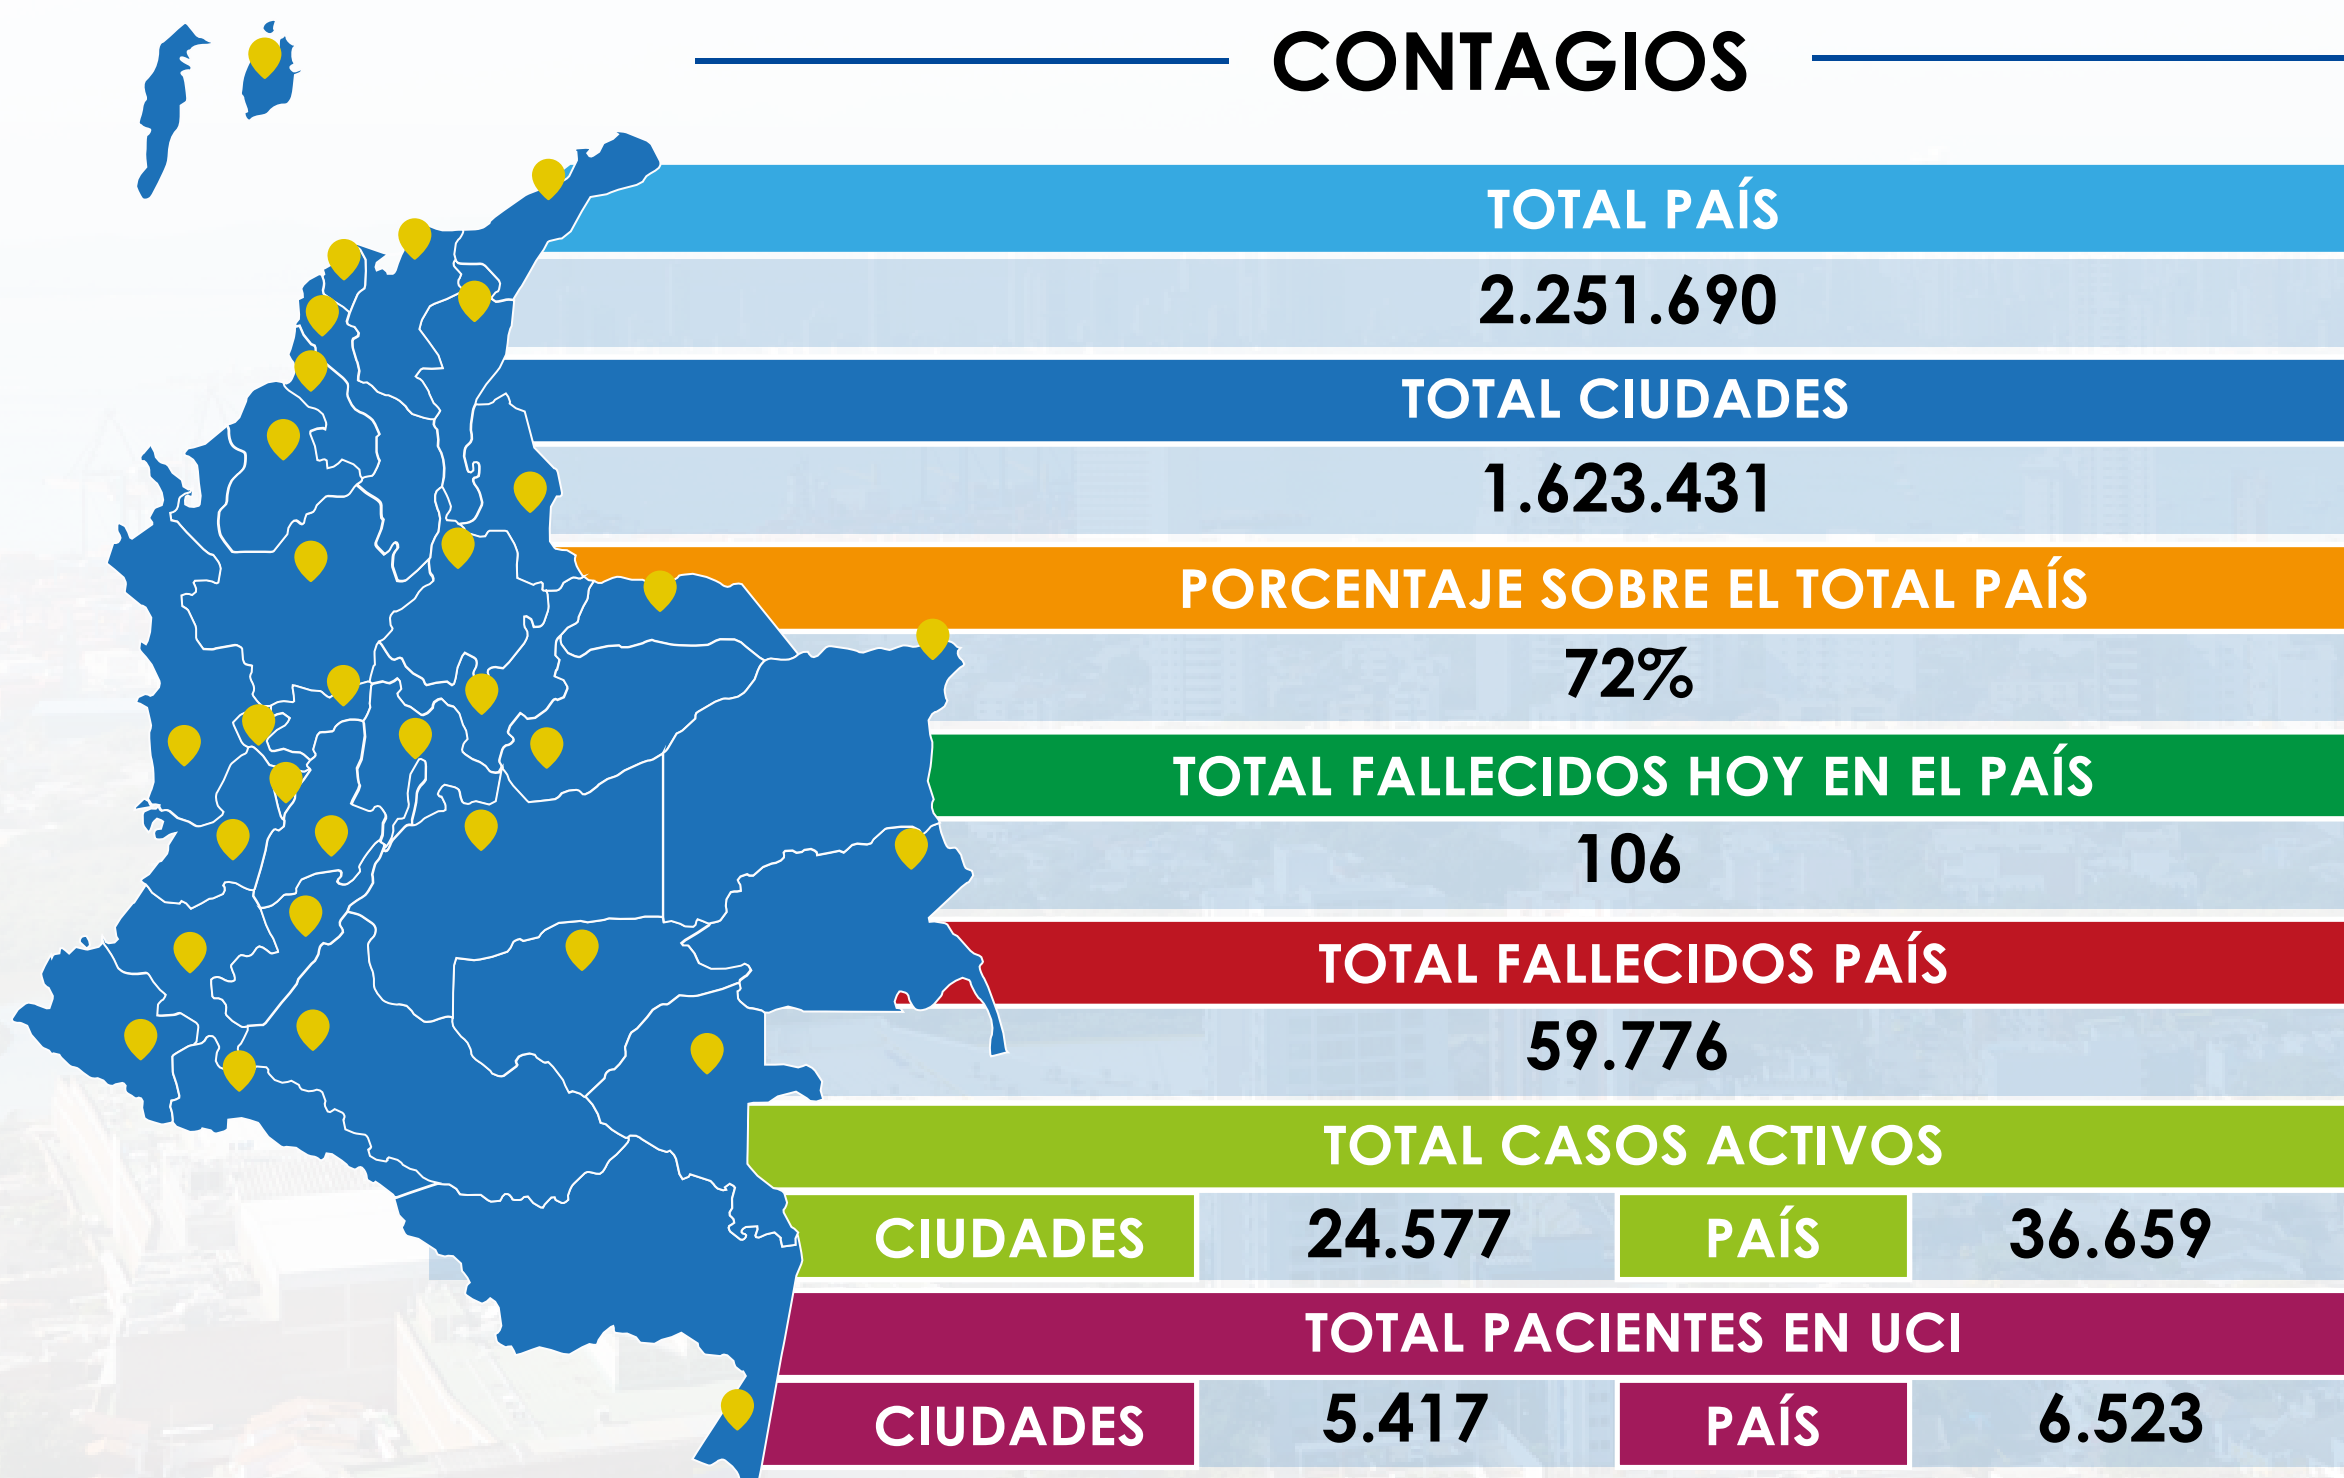 CONTAGIOS
TOTAL PAÍS
2.251.690
TOTAL CIUDADES
1.623.431
PORCENTAJE SOBRE EL TOTAL PAÍS
72%
TOTAL FALLECIDOS HOY EN EL PAÍS
106
TOTAL FALLECIDOS PAÍS
59.776
TOTAL CASOS ACTIVOS
CIUDADES 24.577 PAÍS 36.659
TOTAL PACIENTES EN UCI
CIUDADES 5.417 PAÍS 6.523